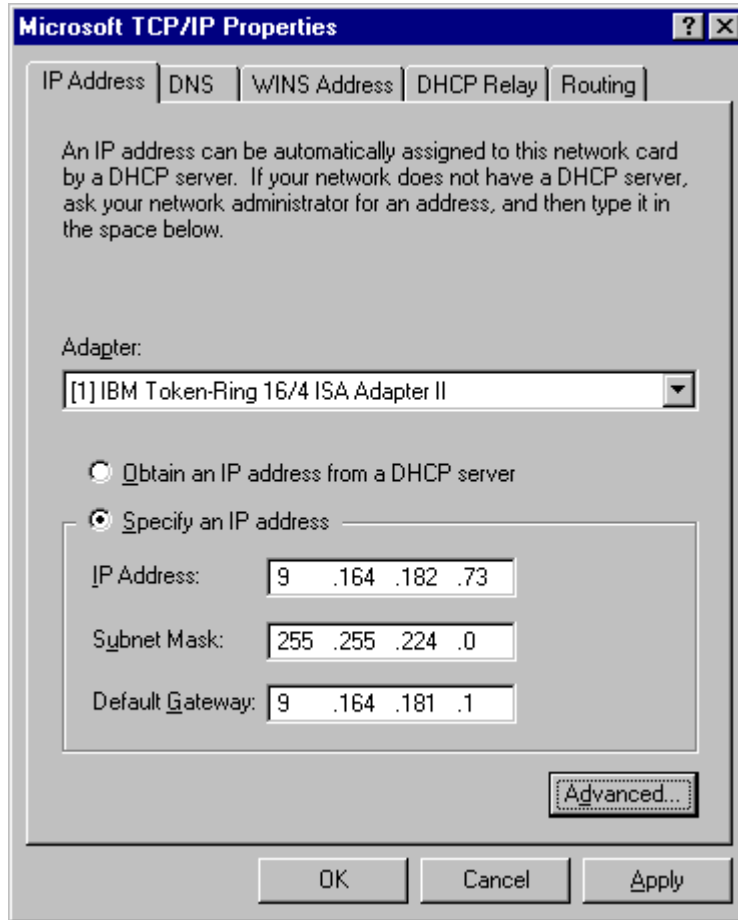 Microsoft TCP/IP Properties
IP Address DNS WINS Address DHCP Relay Routing
An IP address can be automatically assigned to this network card
by a DHCP server. If your network does not have a DHCP server,
ask your network administrator for an address, and then type it in
the space below.
Adapter:
[1] IBM Token-Ring 16/4 ISA Adapter II
Obtain an IP address from a DHCP server
Specify an IP address
IP Address: 9 .164 .182 .73
Subnet Mask: 255 .255 .224 .0
Default Gateway: 9 .164 .181 .1
Advanced...
OK Cancel Apply